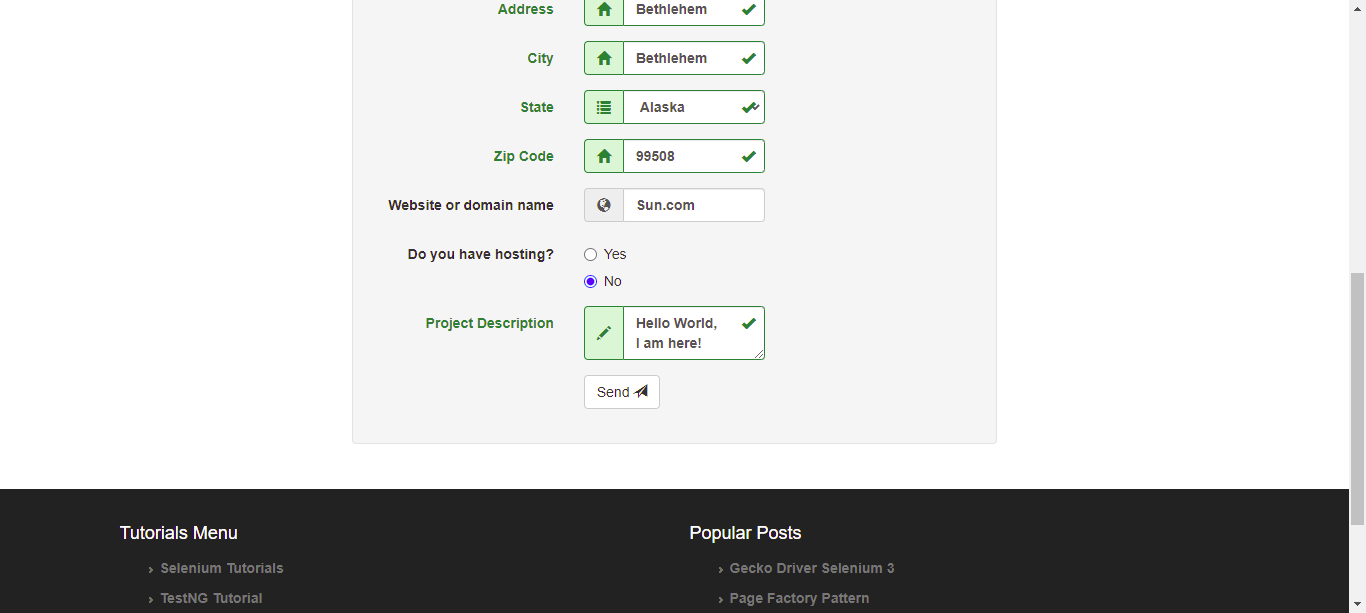 Address Bethlehem
City Bethlehem
State Alaska
Zip Code 99508
Website or domain name Sun.com
Do you have hosting? Yes
No
Project Description Hello World,
I am here!
Send
Tutorials Menu Popular Posts
Selenium Tutorials Gecko Driver Selenium 3
TestNG Tutorial Page Factory Pattern